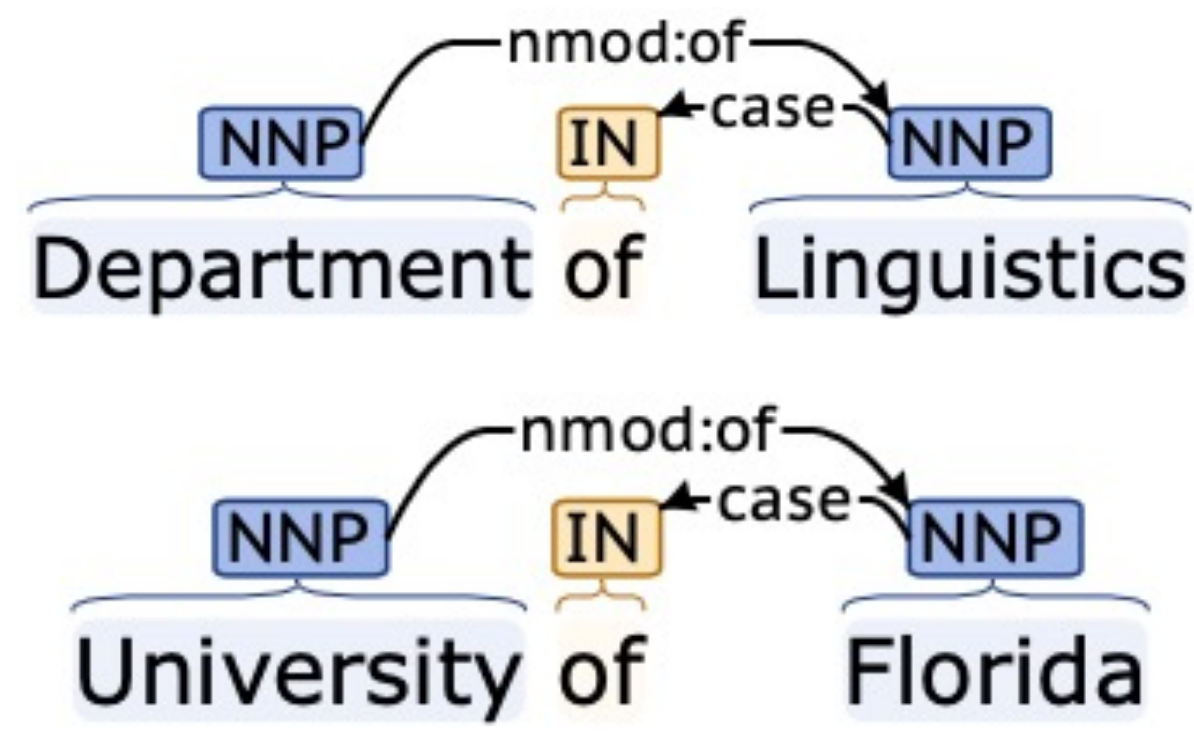 nmod:of
case
NNP IN NNP
Department of Linguistics
nmod:of
case
NNP IN NNP
University of Florida